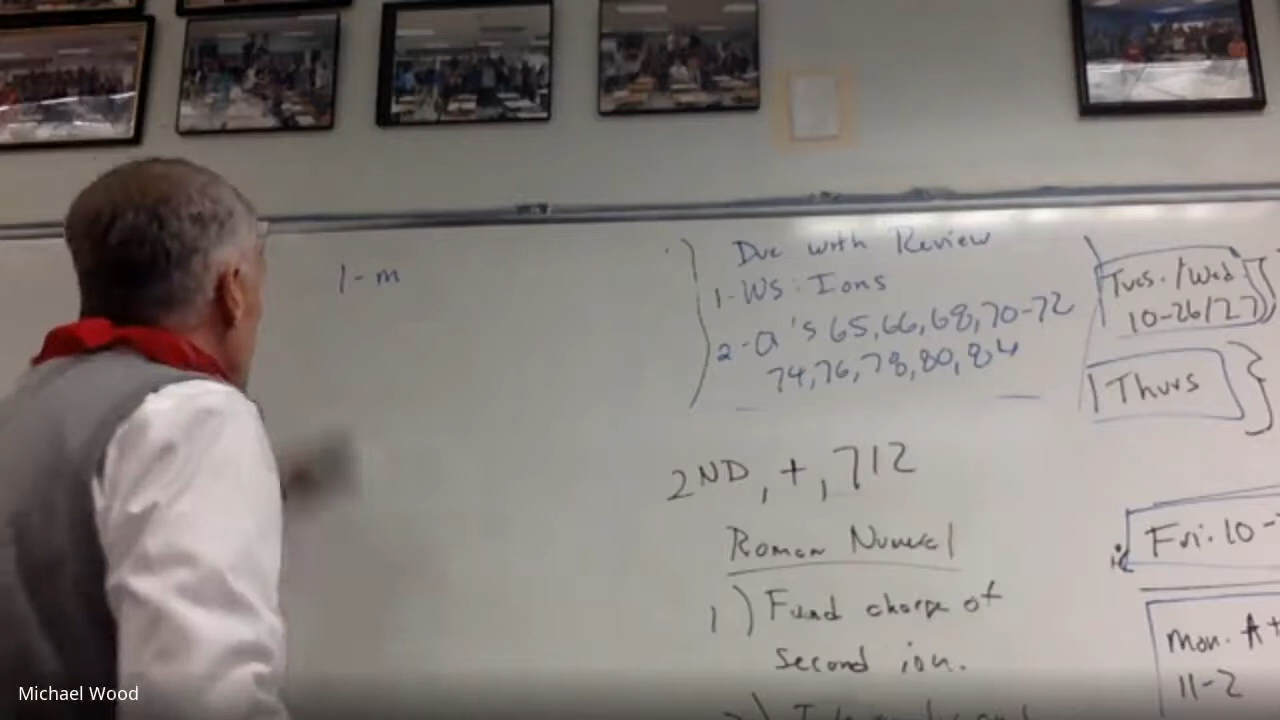 1-m
Due with Review
1-WS: Ions
2-Q's 65,66,68,70-72
74,76,78,80,84
Tues./Wed
10-26/27
Thurs
2ND, +, 712
Roman Numeral
1) Fund charge of
second ion.
Fri. 10-
Mon. A+
11-2
2)
Michael Wood